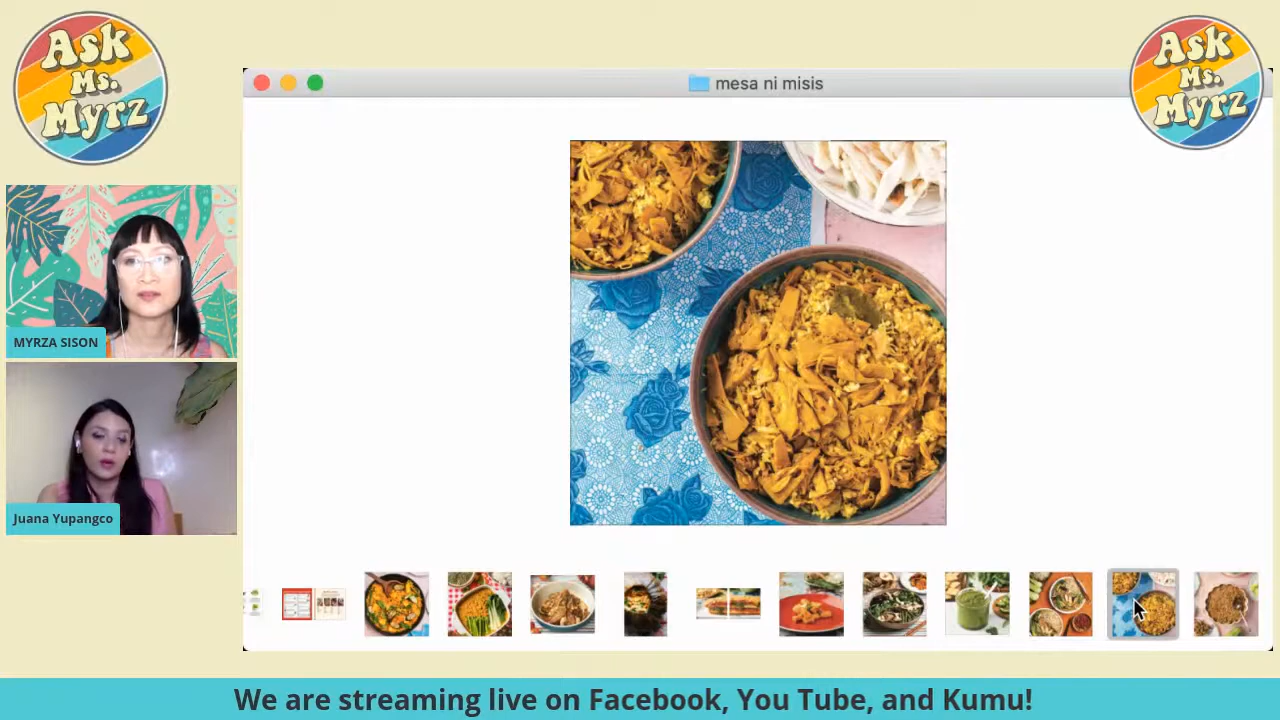 Ask
Ms.
Myrz
mesa ni misis
Ask
Ms.
Myrz
MYRZA SISON
Juana Yupangco
We are streaming live on Facebook, You Tube, and Kumu!